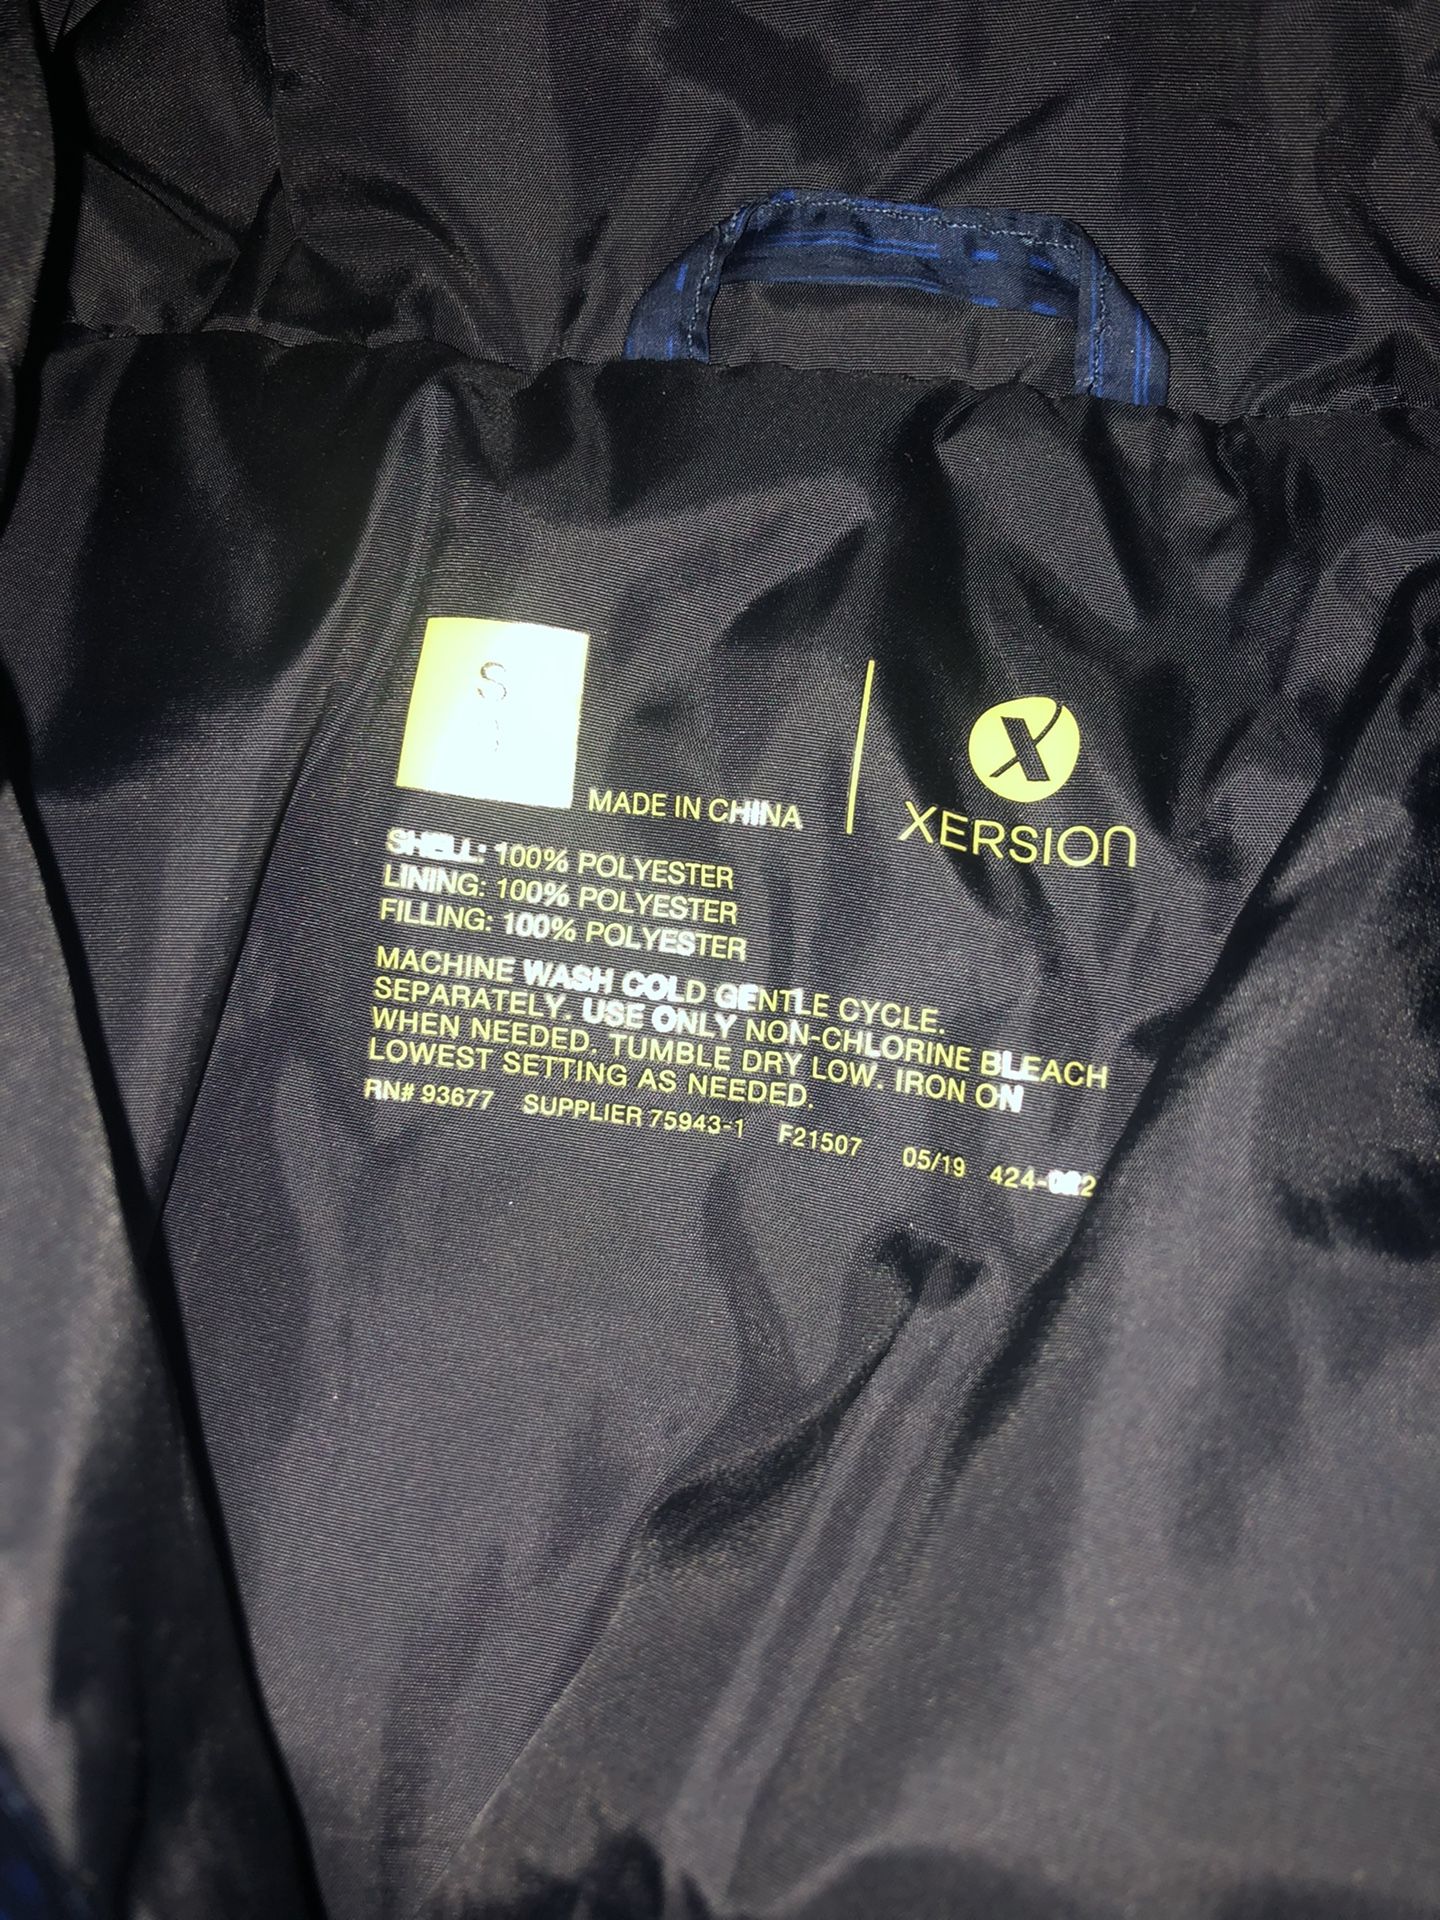 S
MADE IN CHINA
X
XERSION
SHELL: 100% POLYESTER
LINING: 100% POLYESTER
FILLING: 100% POLYESTER
MACHINE WASH COLD GENTLE CYCLE.
SEPARATELY. USE ONLY NON-CHLORINE BLEACH
WHEN NEEDED. TUMBLE DRY LOW. IRON ON
LOWEST SETTING AS NEEDED.
RN# 93677 SUPPLIER 75943-1 F21507 05/19